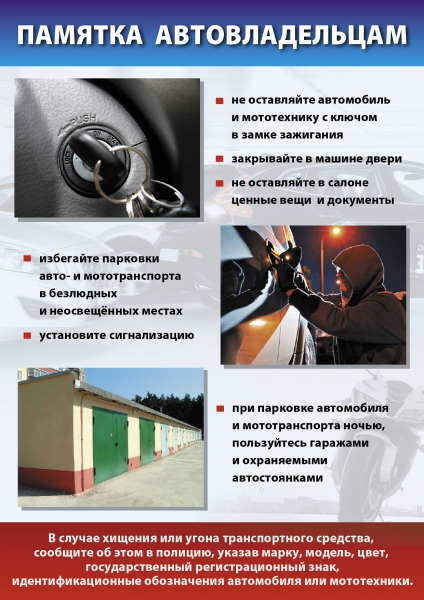 ПАМЯТКА АВТОВЛАДЕЛЬЦАМ
PUSH
LOCK
не оставляйте автомобиль
и мототехнику с ключом
в замке зажигания
закрывайте в машине двери
не оставляйте в салоне
ценные вещи и документы
избегайте парковки
авто- и мототранспорта
в безлюдных
и неосвещённых местах
установите сигнализацию
при парковке автомобиля
и мототранспорта ночью,
пользуйтесь гаражами
и охраняемыми
автостоянками
В случае хищения или угона транспортного средства,
сообщите об этом в полицию, указав марку, модель, цвет,
государственный регистрационный знак,
идентификационные обозначения автомобиля или мототехники.